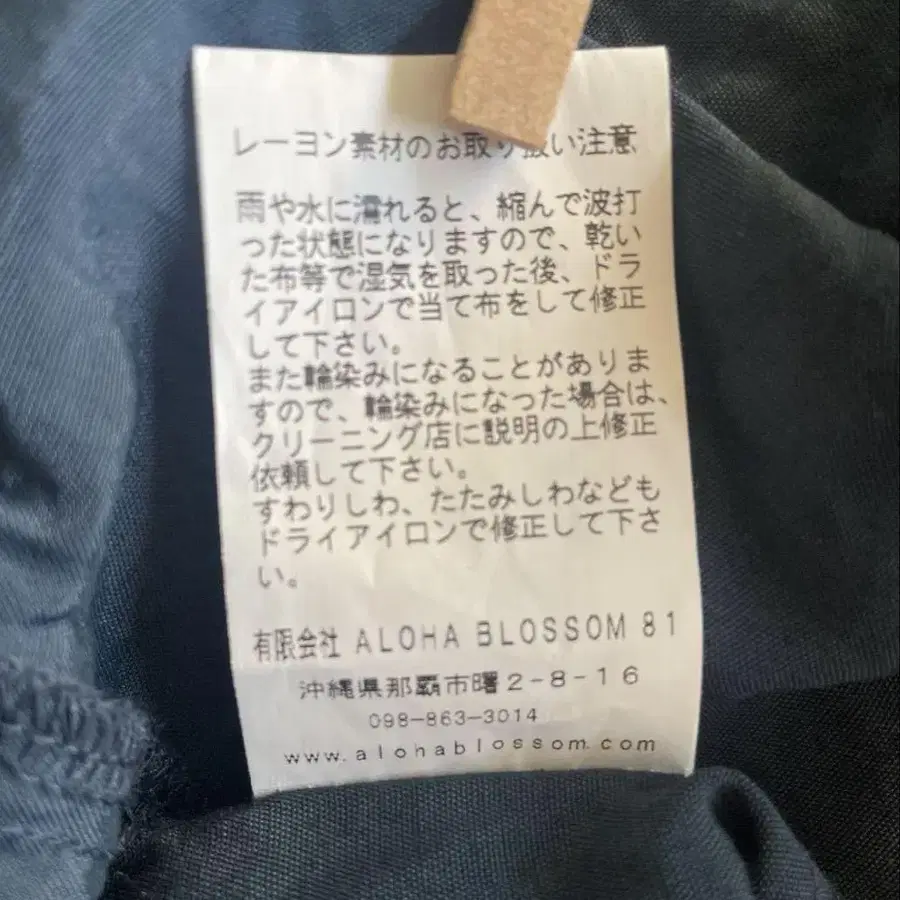 レーヨン素材のお取り扱い注意
雨や水に濡れると、縮んで波打
った状態になりますので、乾い
た布等で湿気を取った後、ドラ
イアイロンで当て布をして修正
して下さい。
また輪染みになることがありま
すので、輪染みになった場合は、
クリーニング店に説明の上修正
依頼して下さい。
すわりしわ、たたみしわなども
ドライアイロンで修正して下さ
い。
有限会社 ALOHA BLOSSOM 81
沖縄県那覇市曙2-8-16
098-863-3014
www.alohablossom.com